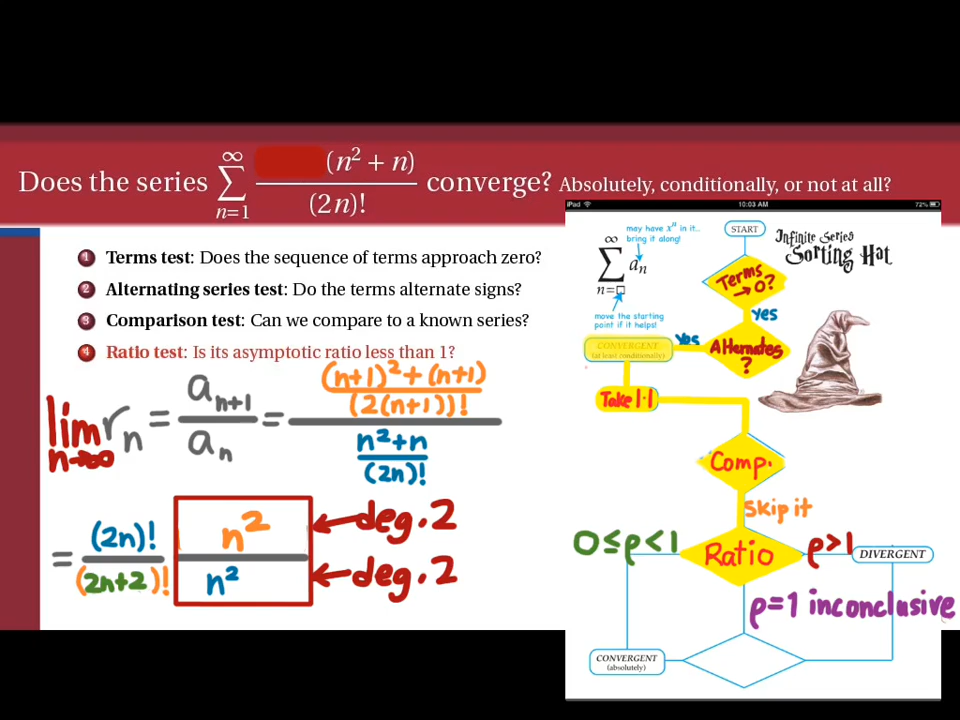 Does the series ∞ ∑ n=1 (n² + n) / (2n)! converge? Absolutely, conditionally, or not at all?
1 Terms test: Does the sequence of terms approach zero?
2 Alternating series test: Do the terms alternate signs?
3 Comparison test: Can we compare to a known series?
4 Ratio test: Is its asymptotic ratio less than 1?
lim n→∞ rₙ = aₙ₊₁ / aₙ = ((n+1)² + (n+1)) / (2(n+1))! / (n²+n) / (2n)!
= (2n)! / (2n+2)! n² / n²
deg. 2
deg. 2
iPad 10:03 AM 72%
START
may have xⁿ in it..
bring it along!
∞ ∑ n=□ aₙ
move the starting
point if it helps!
Infinite Series
Sorting Hat
Terms
→0?
yes
Alternates
?
Yes
CONVERGENT
(at least conditionally)
Take |·|
Comp.
Skip it
0≤ρ<1
Ratio
ρ>1
DIVERGENT
ρ=1 inconclusive
CONVERGENT
(absolutely)